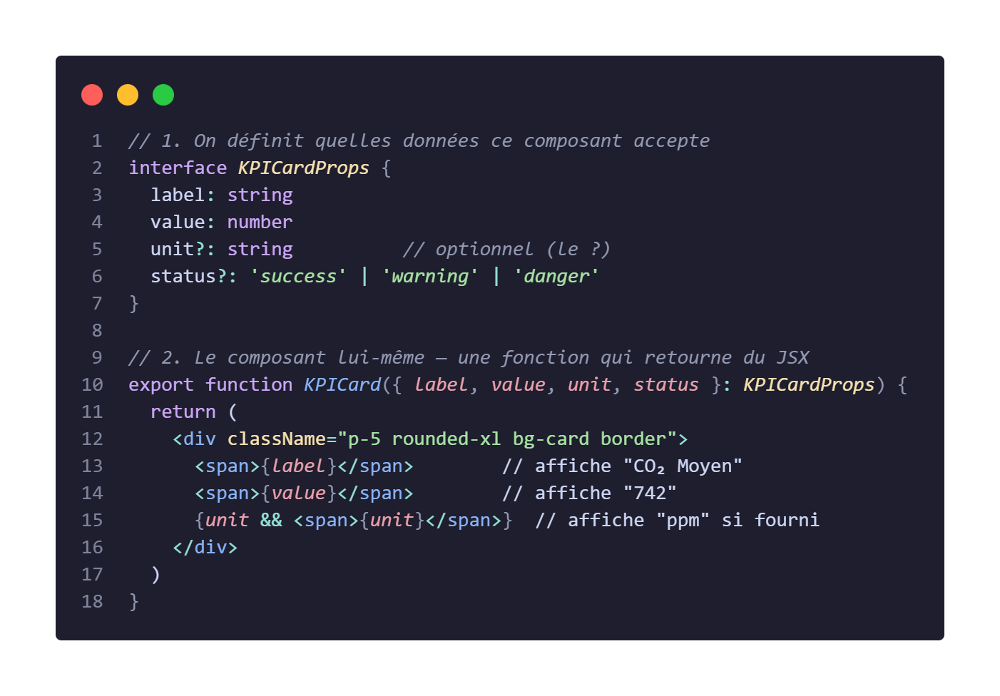 1 // 1. On définit quelles données ce composant accepte
2 interface KPICardProps {
3   label: string
4   value: number
5   unit?: string          // optionnel (le ?)
6   status?: 'success' | 'warning' | 'danger'
7 }
8
9 // 2. Le composant lui-même — une fonction qui retourne du JSX
10 export function KPICard({ label, value, unit, status }: KPICardProps) {
11   return (
12     <div className="p-5 rounded-xl bg-card border">
13       <span>{label}</span>        // affiche "CO₂ Moyen"
14       <span>{value}</span>        // affiche "742"
15       {unit && <span>{unit}</span>}  // affiche "ppm" si fourni
16     </div>
17   )
18 }